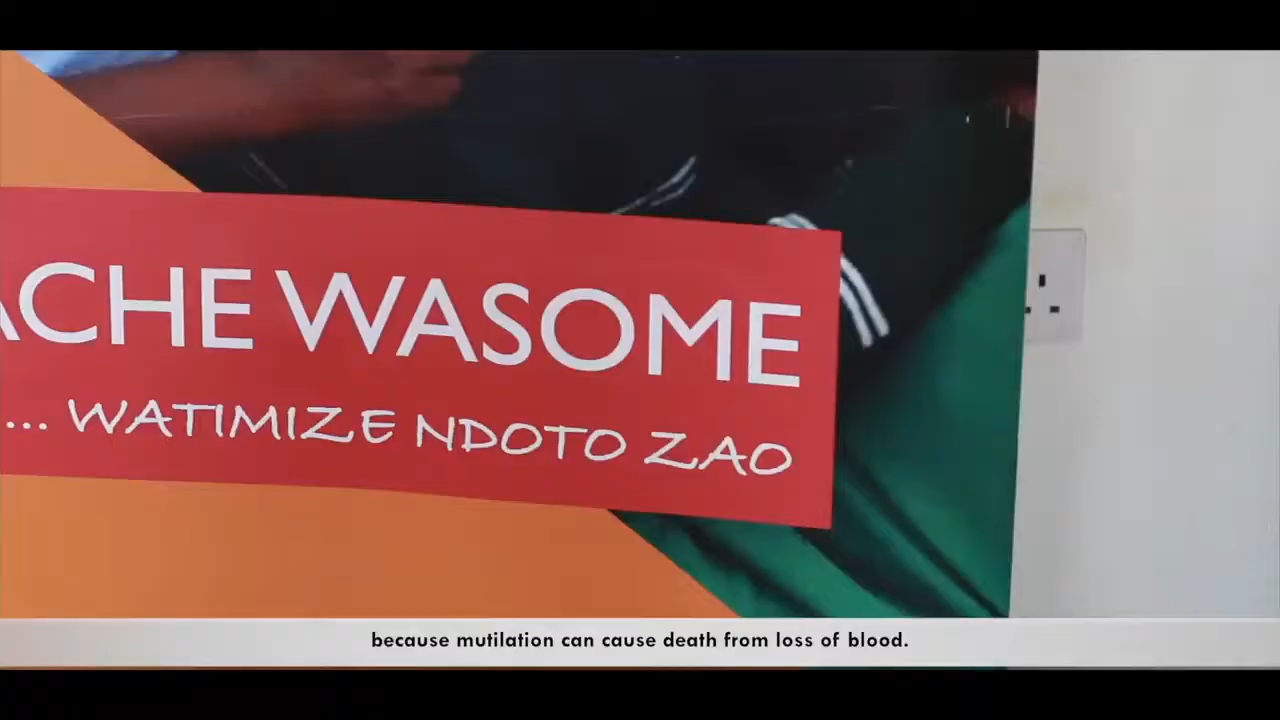 ACHE WASOME
... WATIMIZE NDOTO ZAO
because mutilation can cause death from loss of blood.